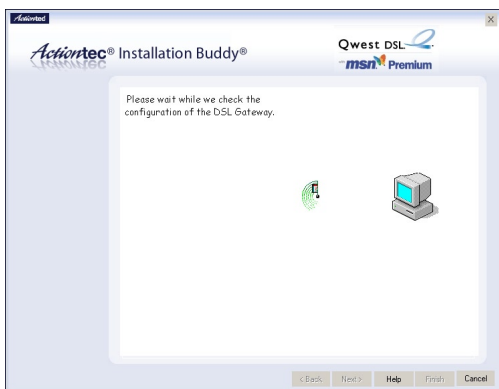 Actiontec
Actiontec® Installation Buddy®
Qwest DSL
msn Premium
Please wait while we check the
configuration of the DSL Gateway.
< Back Next > Help Finish Cancel